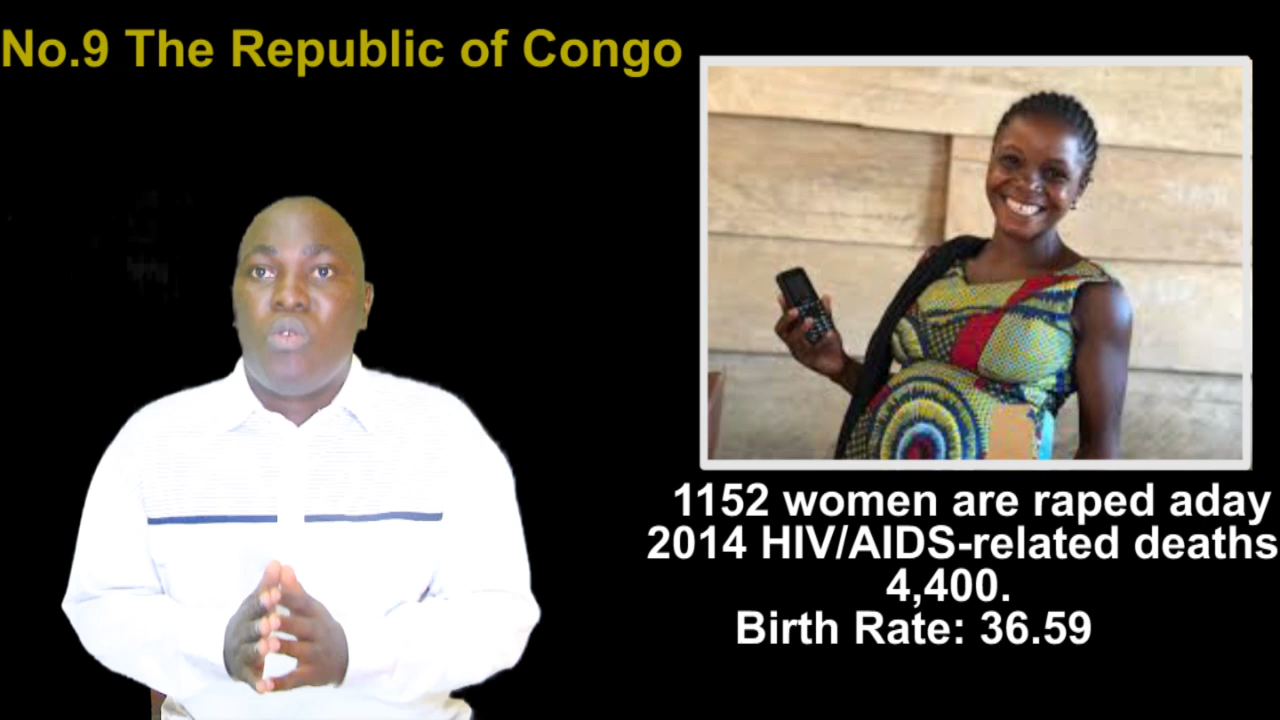 No.9 The Republic of Congo
1152 women are raped aday
2014 HIV/AIDS-related deaths
4,400.
Birth Rate: 36.59